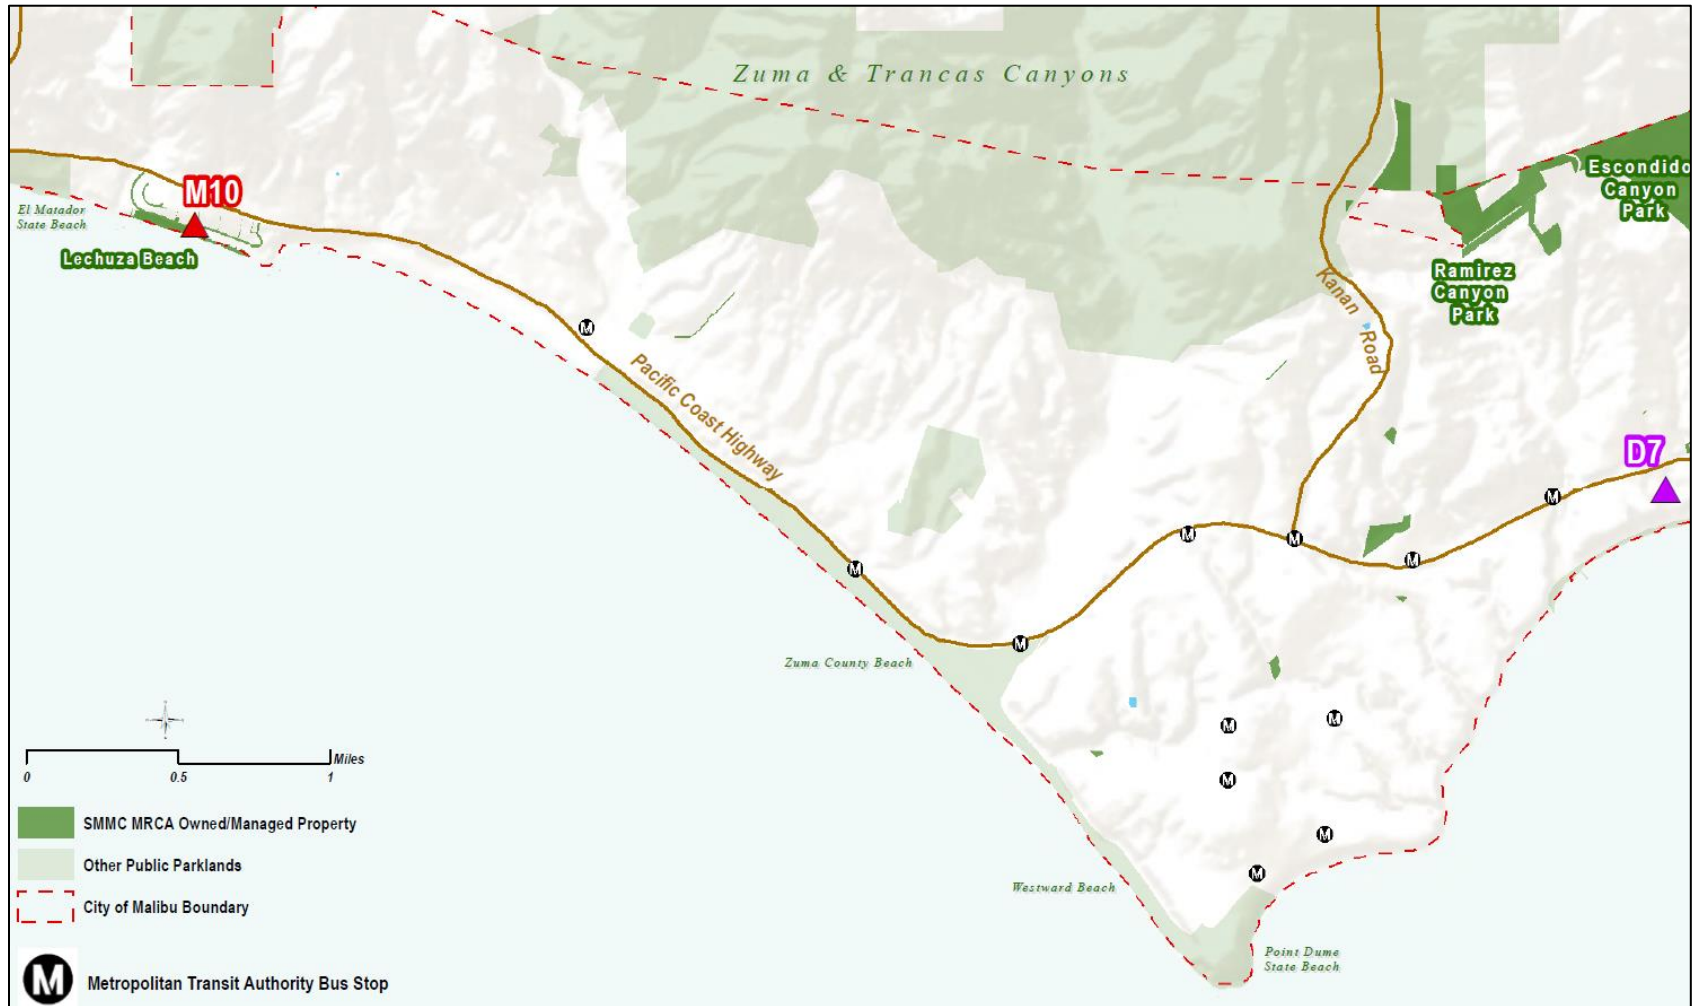 Zuma & Trancas Canyons
Escondido
Canyon
Park
M10
El Matador
State Beach
Lechuza Beach
Ramirez
Canyon
Park
Kanan Road
M
Pacific Coast Highway
D7
M
M
M
M
M
M
Zuma County Beach
M
M
M
Miles
0
0.5
1
M
SMMC MRCA Owned/Managed Property
Other Public Parklands
M
Westward Beach
City of Malibu Boundary
Point Dume
State Beach
M
Metropolitan Transit Authority Bus Stop